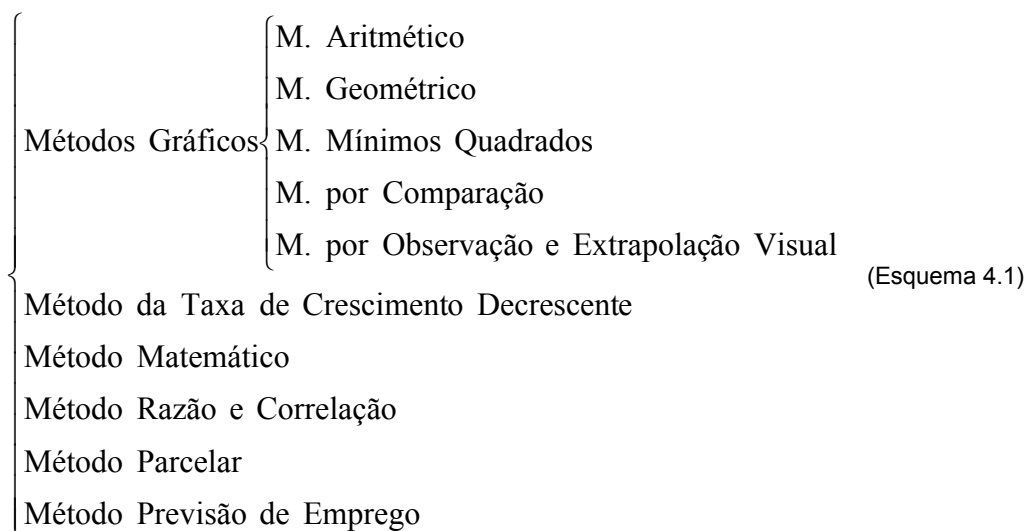 M. Aritmético
M. Geométrico
Métodos Gráficos M. Mínimos Quadrados
M. por Comparação
M. por Observação e Extrapolação Visual
(Esquema 4.1)
Método da Taxa de Crescimento Decrescente
Método Matemático
Método Razão e Correlação
Método Parcelar
Método Previsão de Emprego